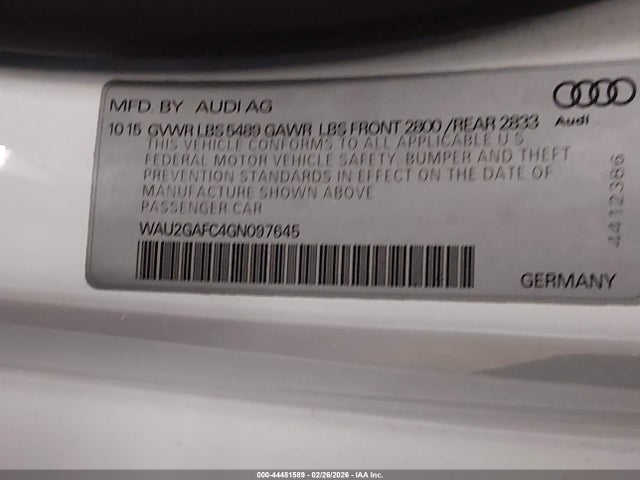 MFD. BY AUDI AG
10 15 GVWR LBS 5489 GAWR LBS FRONT 2800 / REAR 2833
THIS VEHICLE CONFORMS TO ALL APPLICABLE U S
FEDERAL MOTOR VEHICLE SAFETY, BUMPER AND THEFT
PREVENTION STANDARDS IN EFFECT ON THE DATE OF
MANUFACTURE SHOWN ABOVE
PASSENGER CAR
WAU2GAFC4GN097645
Audi
4412386
GERMANY
000-44481589 | 02/26/2026 | IAA Inc.